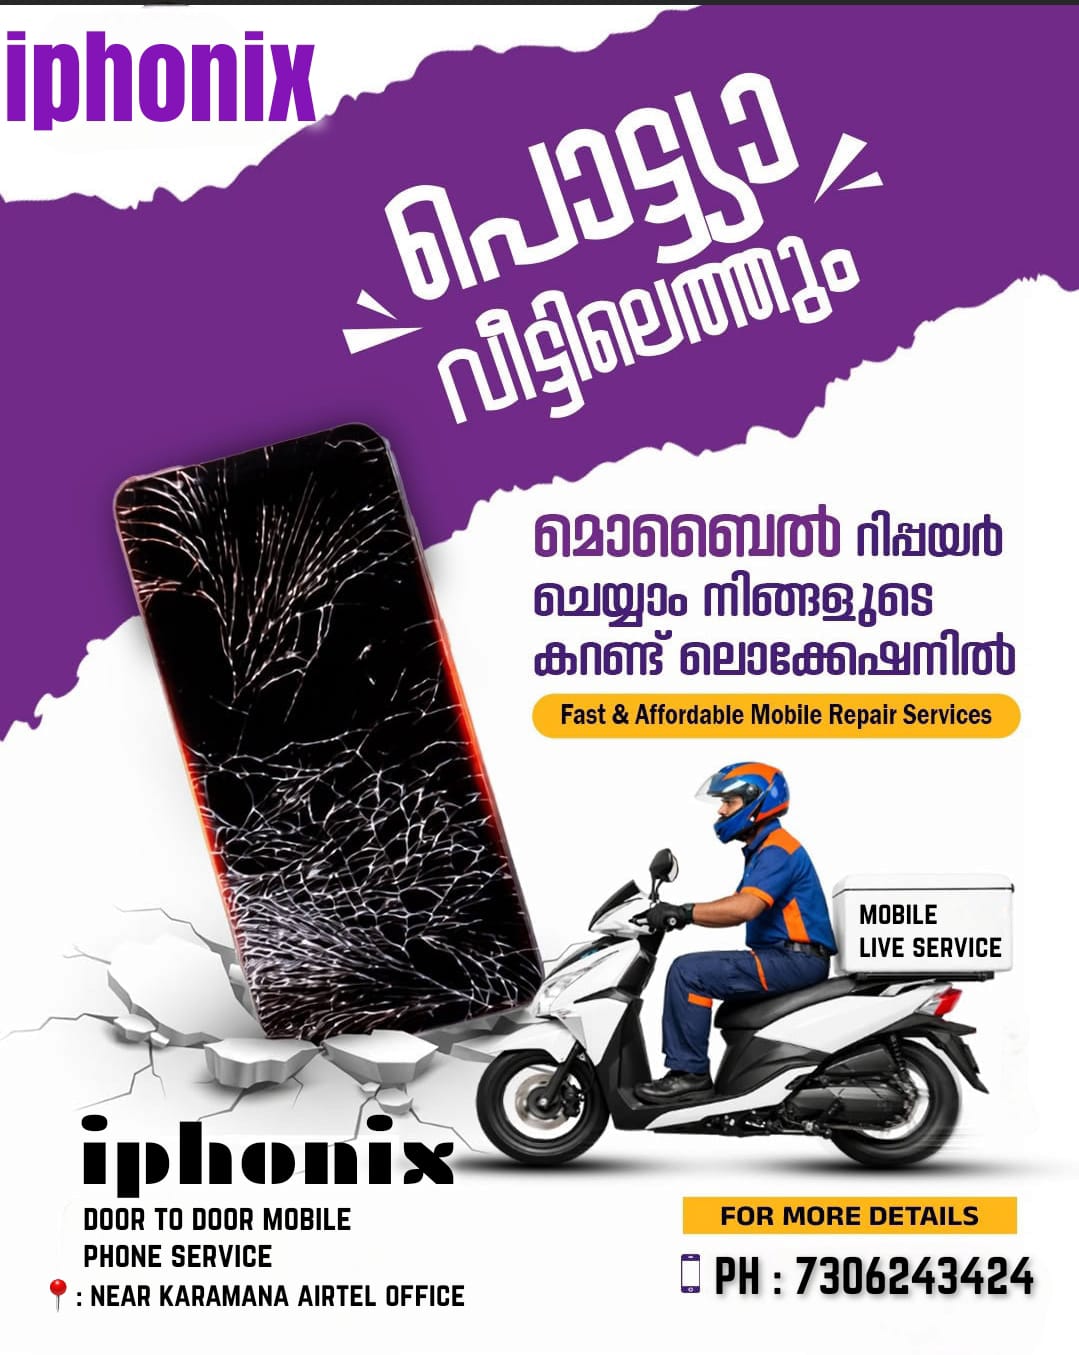 iphonix
പൊട്ട്യാ
വീട്ടിലെത്തും
മൊബൈൽ റിപ്പയർ
ചെയ്യാം നിങ്ങളുടെ
കറണ്ട് ലൊക്കേഷനിൽ
Fast & Affordable Mobile Repair Services
MOBILE
LIVE SERVICE
iphonix
DOOR TO DOOR MOBILE
PHONE SERVICE
: NEAR KARAMANA AIRTEL OFFICE
FOR MORE DETAILS
PH : 7306243424